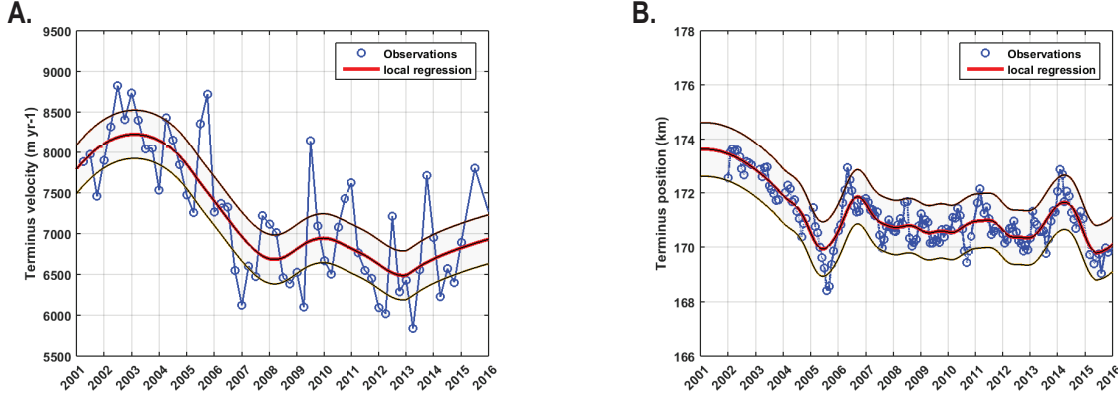 A.
9500
9000
8500
8000
7500
7000
6500
6000
5500
Terminus velocity (m yr-1)
Observations
local regression
2001 2002 2003 2004 2005 2006 2007 2008 2009 2010 2011 2012 2013 2014 2015 2016
B.
178
176
174
172
170
168
166
Terminus position (km)
Observations
local regression
2001 2002 2003 2004 2005 2006 2007 2008 2009 2010 2011 2012 2013 2014 2015 2016